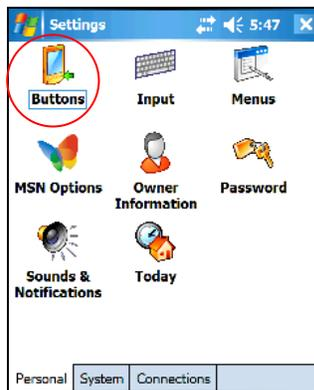 Settings 5:47
Buttons Input Menus
MSN Options Owner Information Password
Sounds & Notifications Today
Personal System Connections